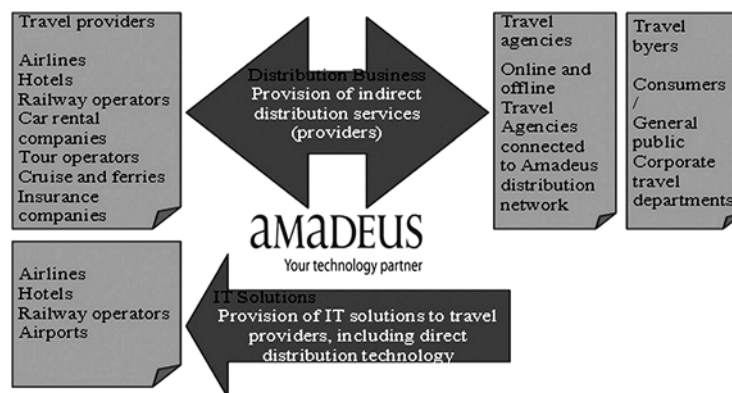 Travel providers
Airlines
Hotels
Railway operators
Car rental
companies
Tour operators
Cruise and ferries
Insurance
companies
Distribution Business
Provision of indirect
distribution services
(providers)
Travel
agencies
Online and
offline
Travel
Agencies
connected
to Amadeus
distribution
network
Travel
byers
Consumers
/
General
public
Corporate
travel
departments
aMaDEUS
Your technology partner
Airlines
Hotels
Railway operators
Airports
IT Solutions
Provision of IT solutions to travel
providers, including direct
distribution technology